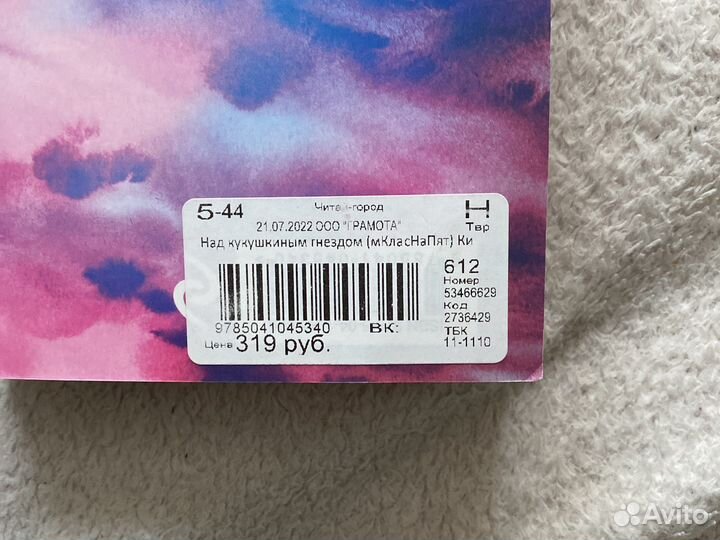 5-44 Читай-город Н
Твр
21.07.2022 ООО "ГРАМОТА"
Над кукушкиным гнездом (мКласНаПят) Ки
612
Номер
53466629
Код
2736429
9785041045340 ВК:
ТБК
Цена 319 руб. 11-1110
Avito